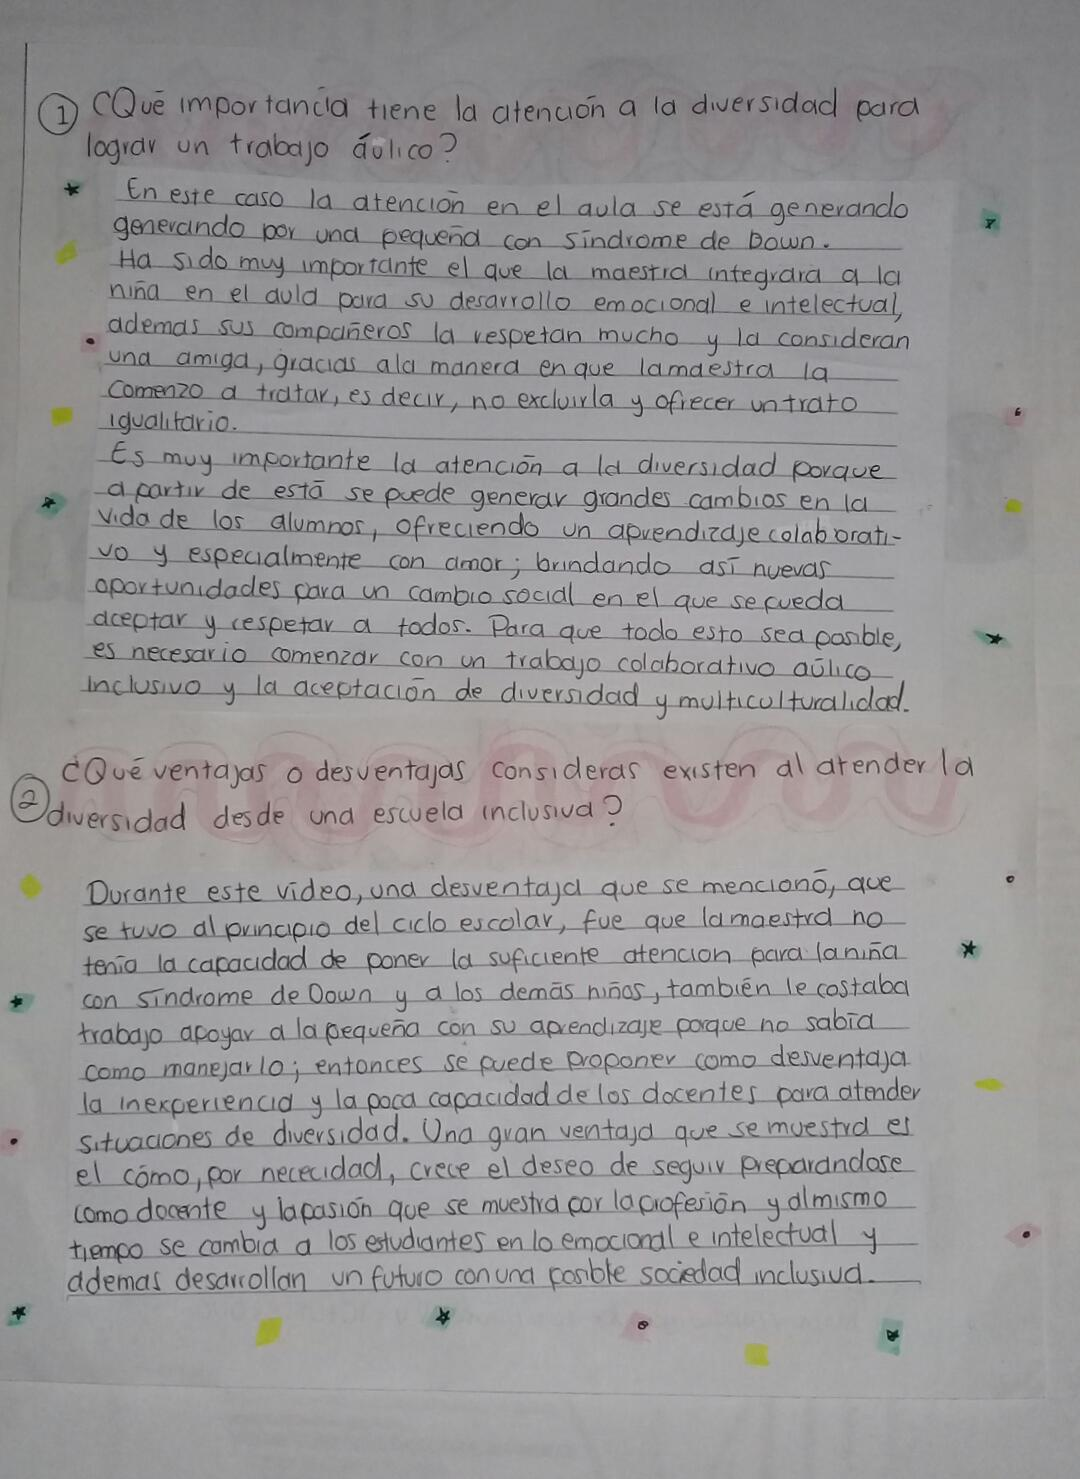 ① ¿Qué importancia tiene la atención a la diversidad para
lograr un trabajo áulico?
En este caso la atención en el aula se está generando
generando por una pequeña con síndrome de Down.
Ha sido muy importante el que la maestra integrara a la
niña en el aula para su desarrollo emocional e intelectual,
ademas sus compañeros la respetan mucho y la consideran
una amiga, gracias ala manera en que lamaestra la
comenzo a tratar, es decir, no excluirla y ofrecer un trato
igualitario.
Es muy importante la atención a la diversidad porque
a partir de está se puede generar grandes cambios en la
vida de los alumnos, ofreciendo un aprendizaje colaborati-
vo y especialmente con amor; brindando así nuevas
oportunidades para un cambio social en el que se pueda
aceptar y respetar a todos. Para que todo esto sea posible,
es necesario comenzar con un trabajo colaborativo aúlico
inclusivo y la aceptación de diversidad y multiculturalidad.
¿Qué ventajas o desventajas consideras existen al atender la
② diversidad desde una escuela inclusiva?
Durante este video, una desventaja que se mencionó, que
se tuvo al principio del ciclo escolar, fue que la maestra no
tenía la capacidad de poner la suficiente atencion para la niña
con síndrome de Down y a los demás niños, también le costaba
trabajo apoyar a la pequeña con su aprendizaje porque no sabía
como manejarlo; entonces se puede proponer como desventaja
la inexperiencia y la poca capacidad de los docentes para atender
situaciones de diversidad. Una gran ventaja que se muestra es
el cómo, por nececidad, crece el deseo de seguir preparandose
como docente y la pasión que se muestra por la profesión y al mismo
tiempo se cambia a los estudiantes en lo emocional e intelectual y
ademas desarrollan un futuro con una posible sociedad inclusiva.